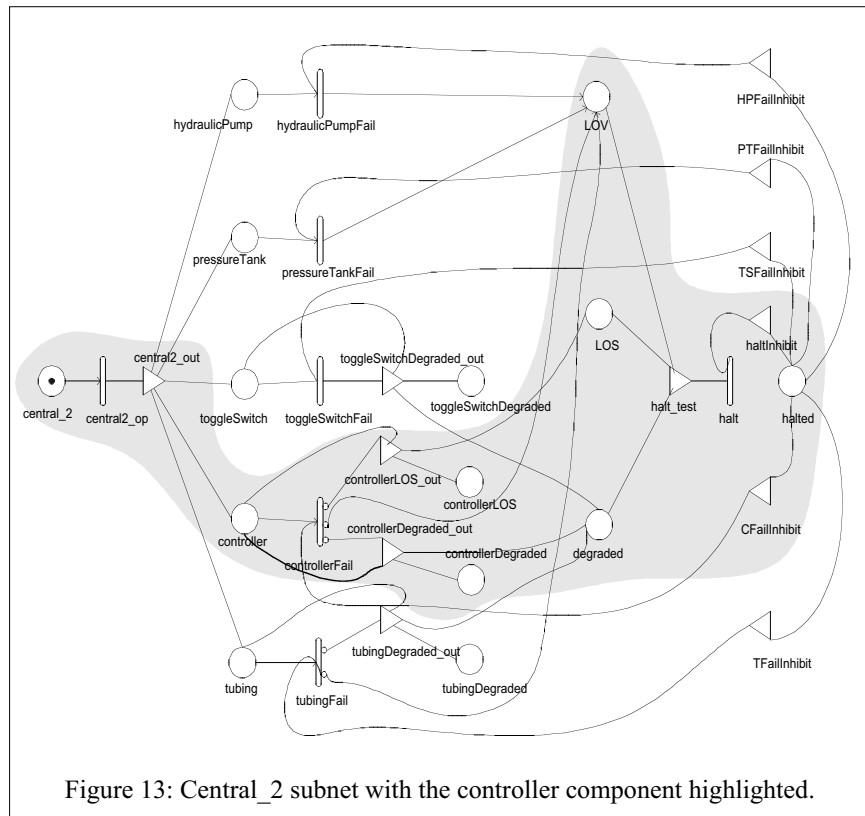 HPFailInhibit
hydraulicPump
hydraulicPumpFail
LOV
PTFailInhibit
pressureTank
pressureTankFail
TSFailInhibit
central2_out
toggleSwitchDegraded_out
LOS
haltInhibit
central_2
central2_op
toggleSwitch
toggleSwitchFail
toggleSwitchDegraded
halt_test
halt
halted
controllerLOS_out
controllerLOS
controller
controllerFail
controllerDegraded_out
controllerDegraded
degraded
CFailInhibit
tubingDegraded_out
tubing
tubingFail
tubingDegraded
TFailInhibit
Figure 13: Central_2 subnet with the controller component highlighted.